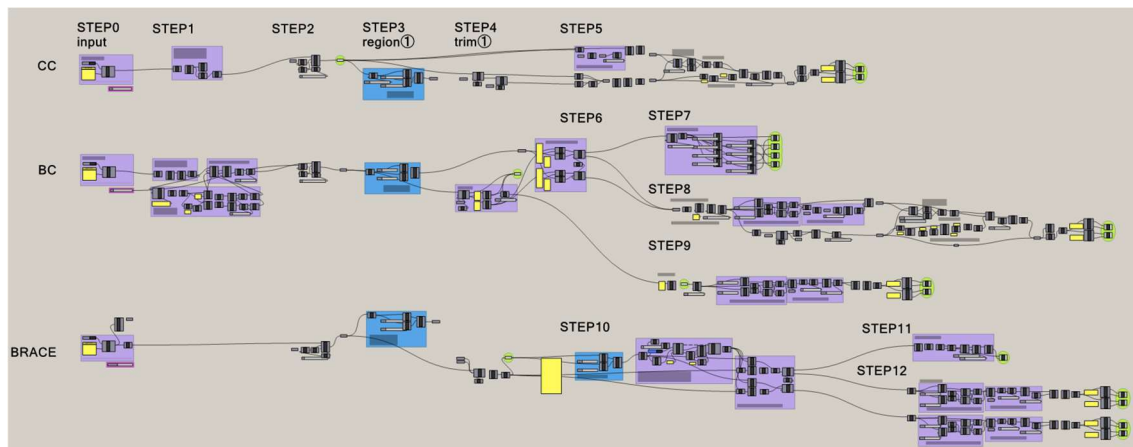 STEP0
input
STEP1
STEP2
STEP3
region①
STEP4
trim①
STEP5
CC
STEP6
STEP7
BC
STEP8
STEP9
STEP10
STEP11
BRACE
STEP12